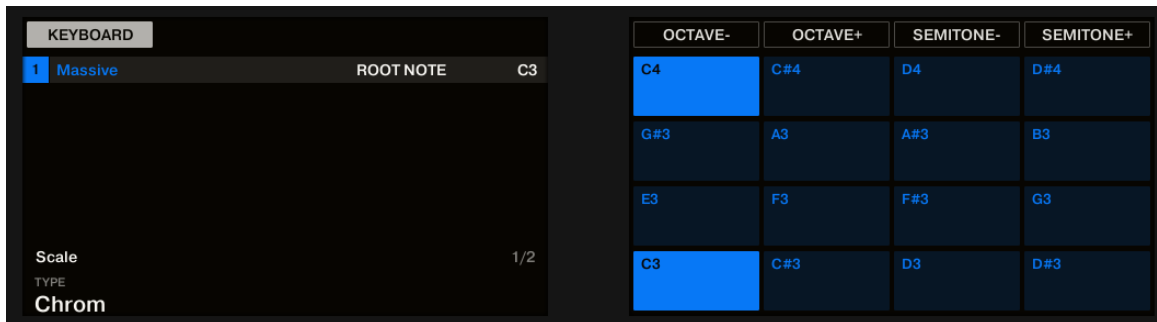 KEYBOARD
1 Massive ROOT NOTE C3
Scale 1/2
TYPE
Chrom
OCTAVE- OCTAVE+ SEMITONE- SEMITONE+
C4 C#4 D4 D#4
G#3 A3 A#3 B3
E3 F3 F#3 G3
C3 C#3 D3 D#3